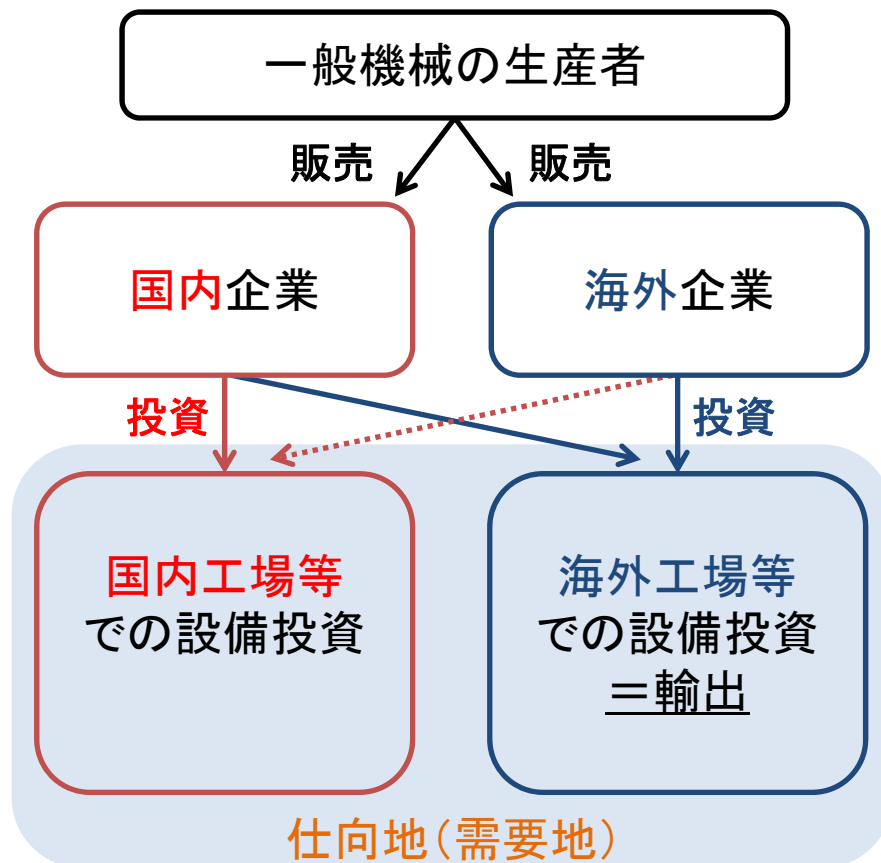 一般機械の生産者
販売
販売
国内企業
海外企業
投資
投資
国内工場等
での設備投資
海外工場等
での設備投資
＝輸出
仕向地（需要地）